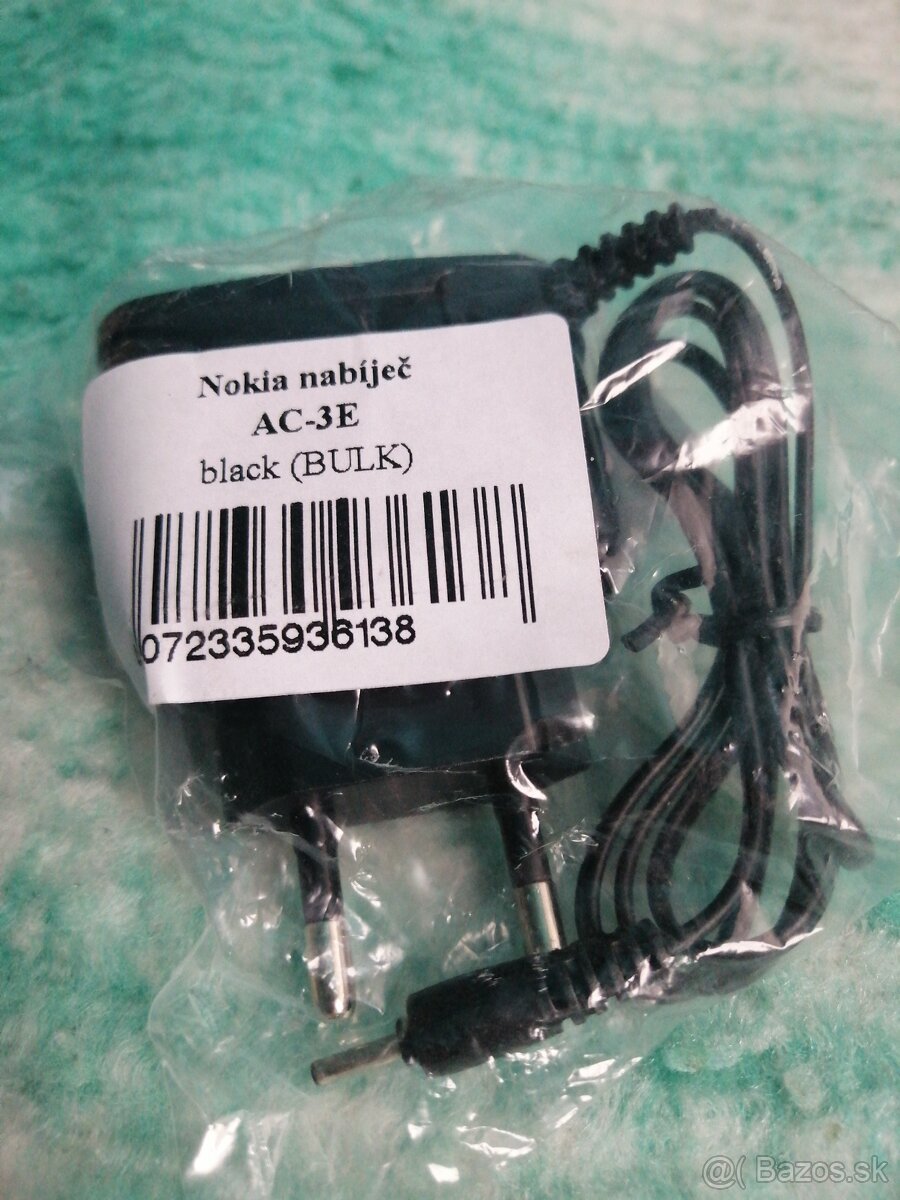 Nokia nabíječ
AC-3E
black (BULK)
072335936138
@( Bazos.sk